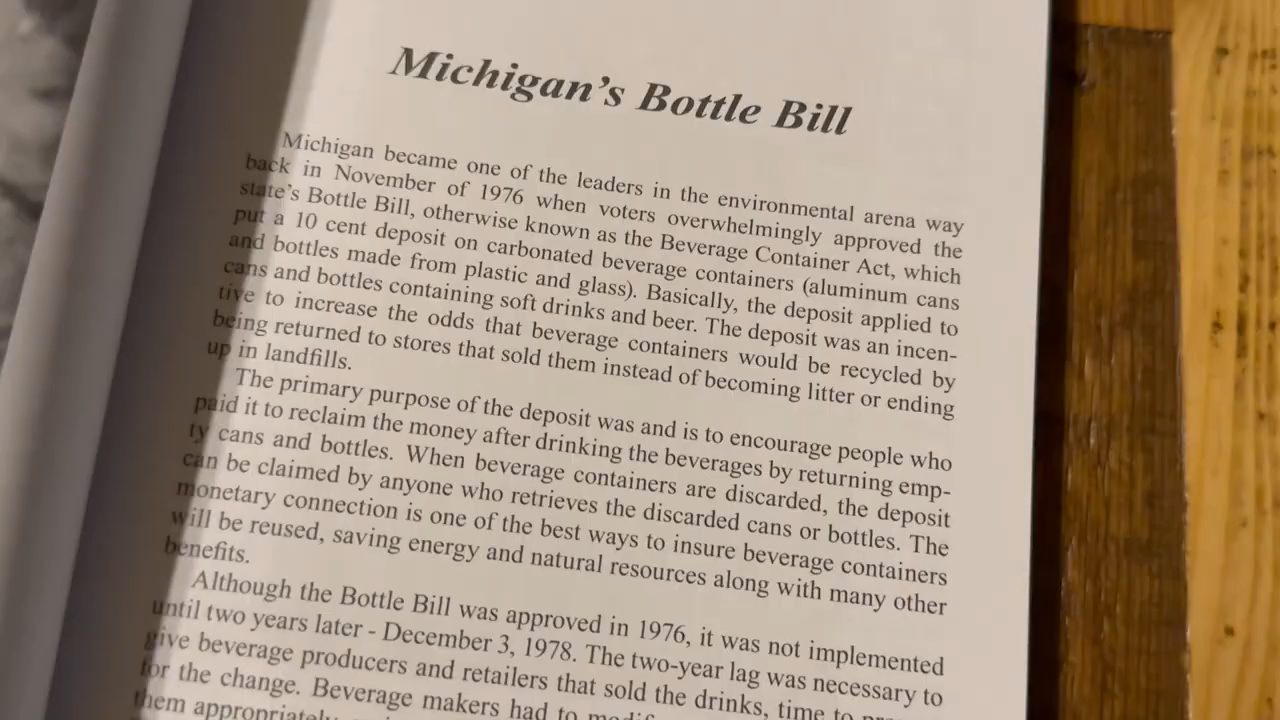 Michigan's Bottle Bill
Michigan became one of the leaders in the environmental arena way
back in November of 1976 when voters overwhelmingly approved the
state's Bottle Bill, otherwise known as the Beverage Container Act, which
put a 10 cent deposit on carbonated beverage containers (aluminum cans
and bottles made from plastic and glass). Basically, the deposit applied to
cans and bottles containing soft drinks and beer. The deposit was an incen-
tive to increase the odds that beverage containers would be recycled by
being returned to stores that sold them instead of becoming litter or ending
up in landfills.
The primary purpose of the deposit was and is to encourage people who
paid it to reclaim the money after drinking the beverages by returning emp-
ty cans and bottles. When beverage containers are discarded, the deposit
can be claimed by anyone who retrieves the discarded cans or bottles. The
monetary connection is one of the best ways to insure beverage containers
will be reused, saving energy and natural resources along with many other
benefits.
Although the Bottle Bill was approved in 1976, it was not implemented
until two years later - December 3, 1978. The two-year lag was necessary to
give beverage producers and retailers that sold the drinks, time to
for the change. Beverage makers had to
them appropriately